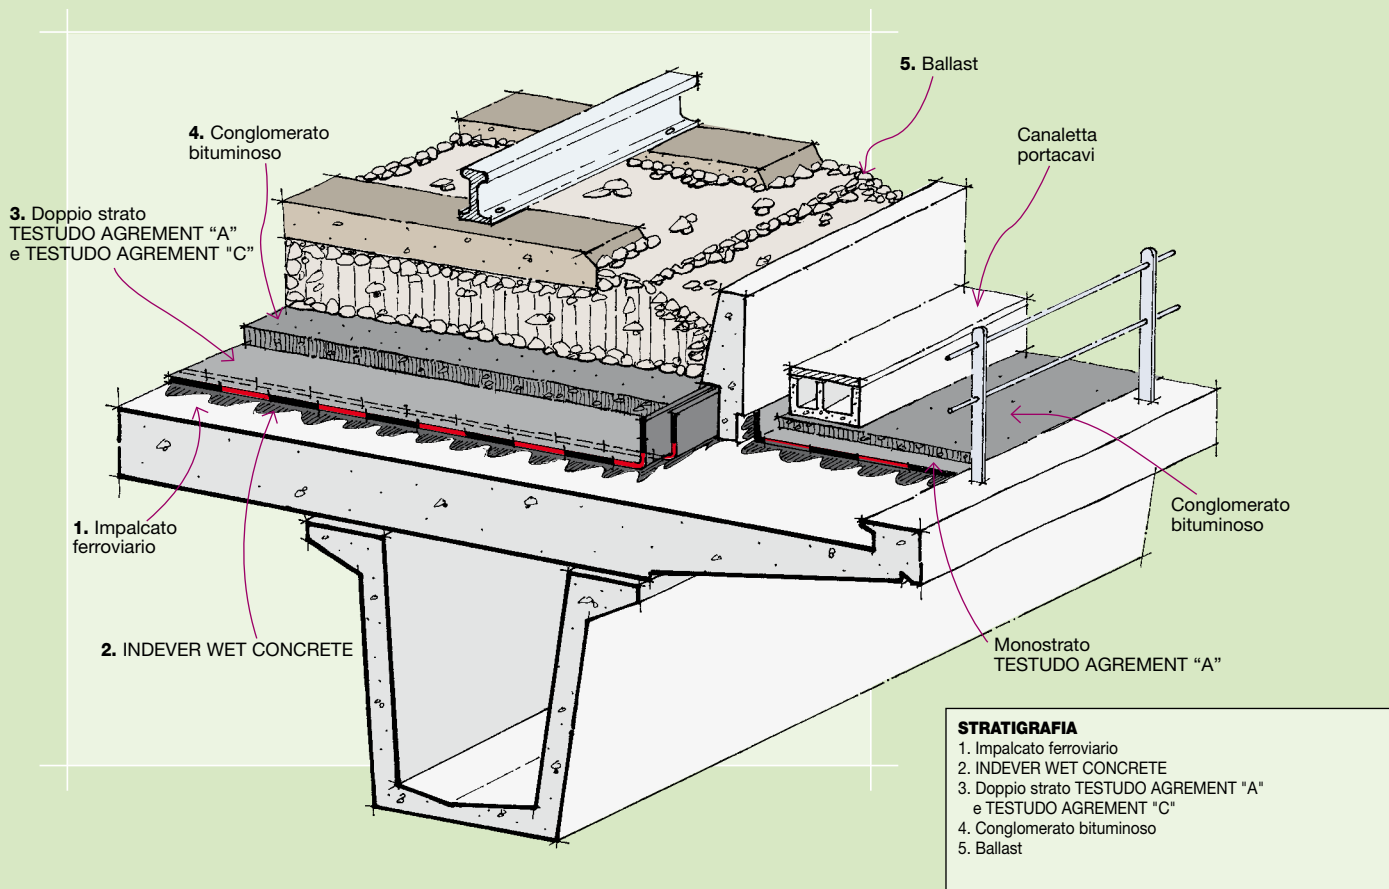 5. Ballast
4. Conglomerato
bituminoso
Canaletta
portacavi
3. Doppio strato
TESTUDO AGREMENT “A”
e TESTUDO AGREMENT "C"
1. Impalcato
ferroviario
Conglomerato
bituminoso
2. INDEVER WET CONCRETE
Monostrato
TESTUDO AGREMENT “A”
STRATIGRAFIA
1. Impalcato ferroviario
2. INDEVER WET CONCRETE
3. Doppio strato TESTUDO AGREMENT "A"
e TESTUDO AGREMENT "C"
4. Conglomerato bituminoso
5. Ballast